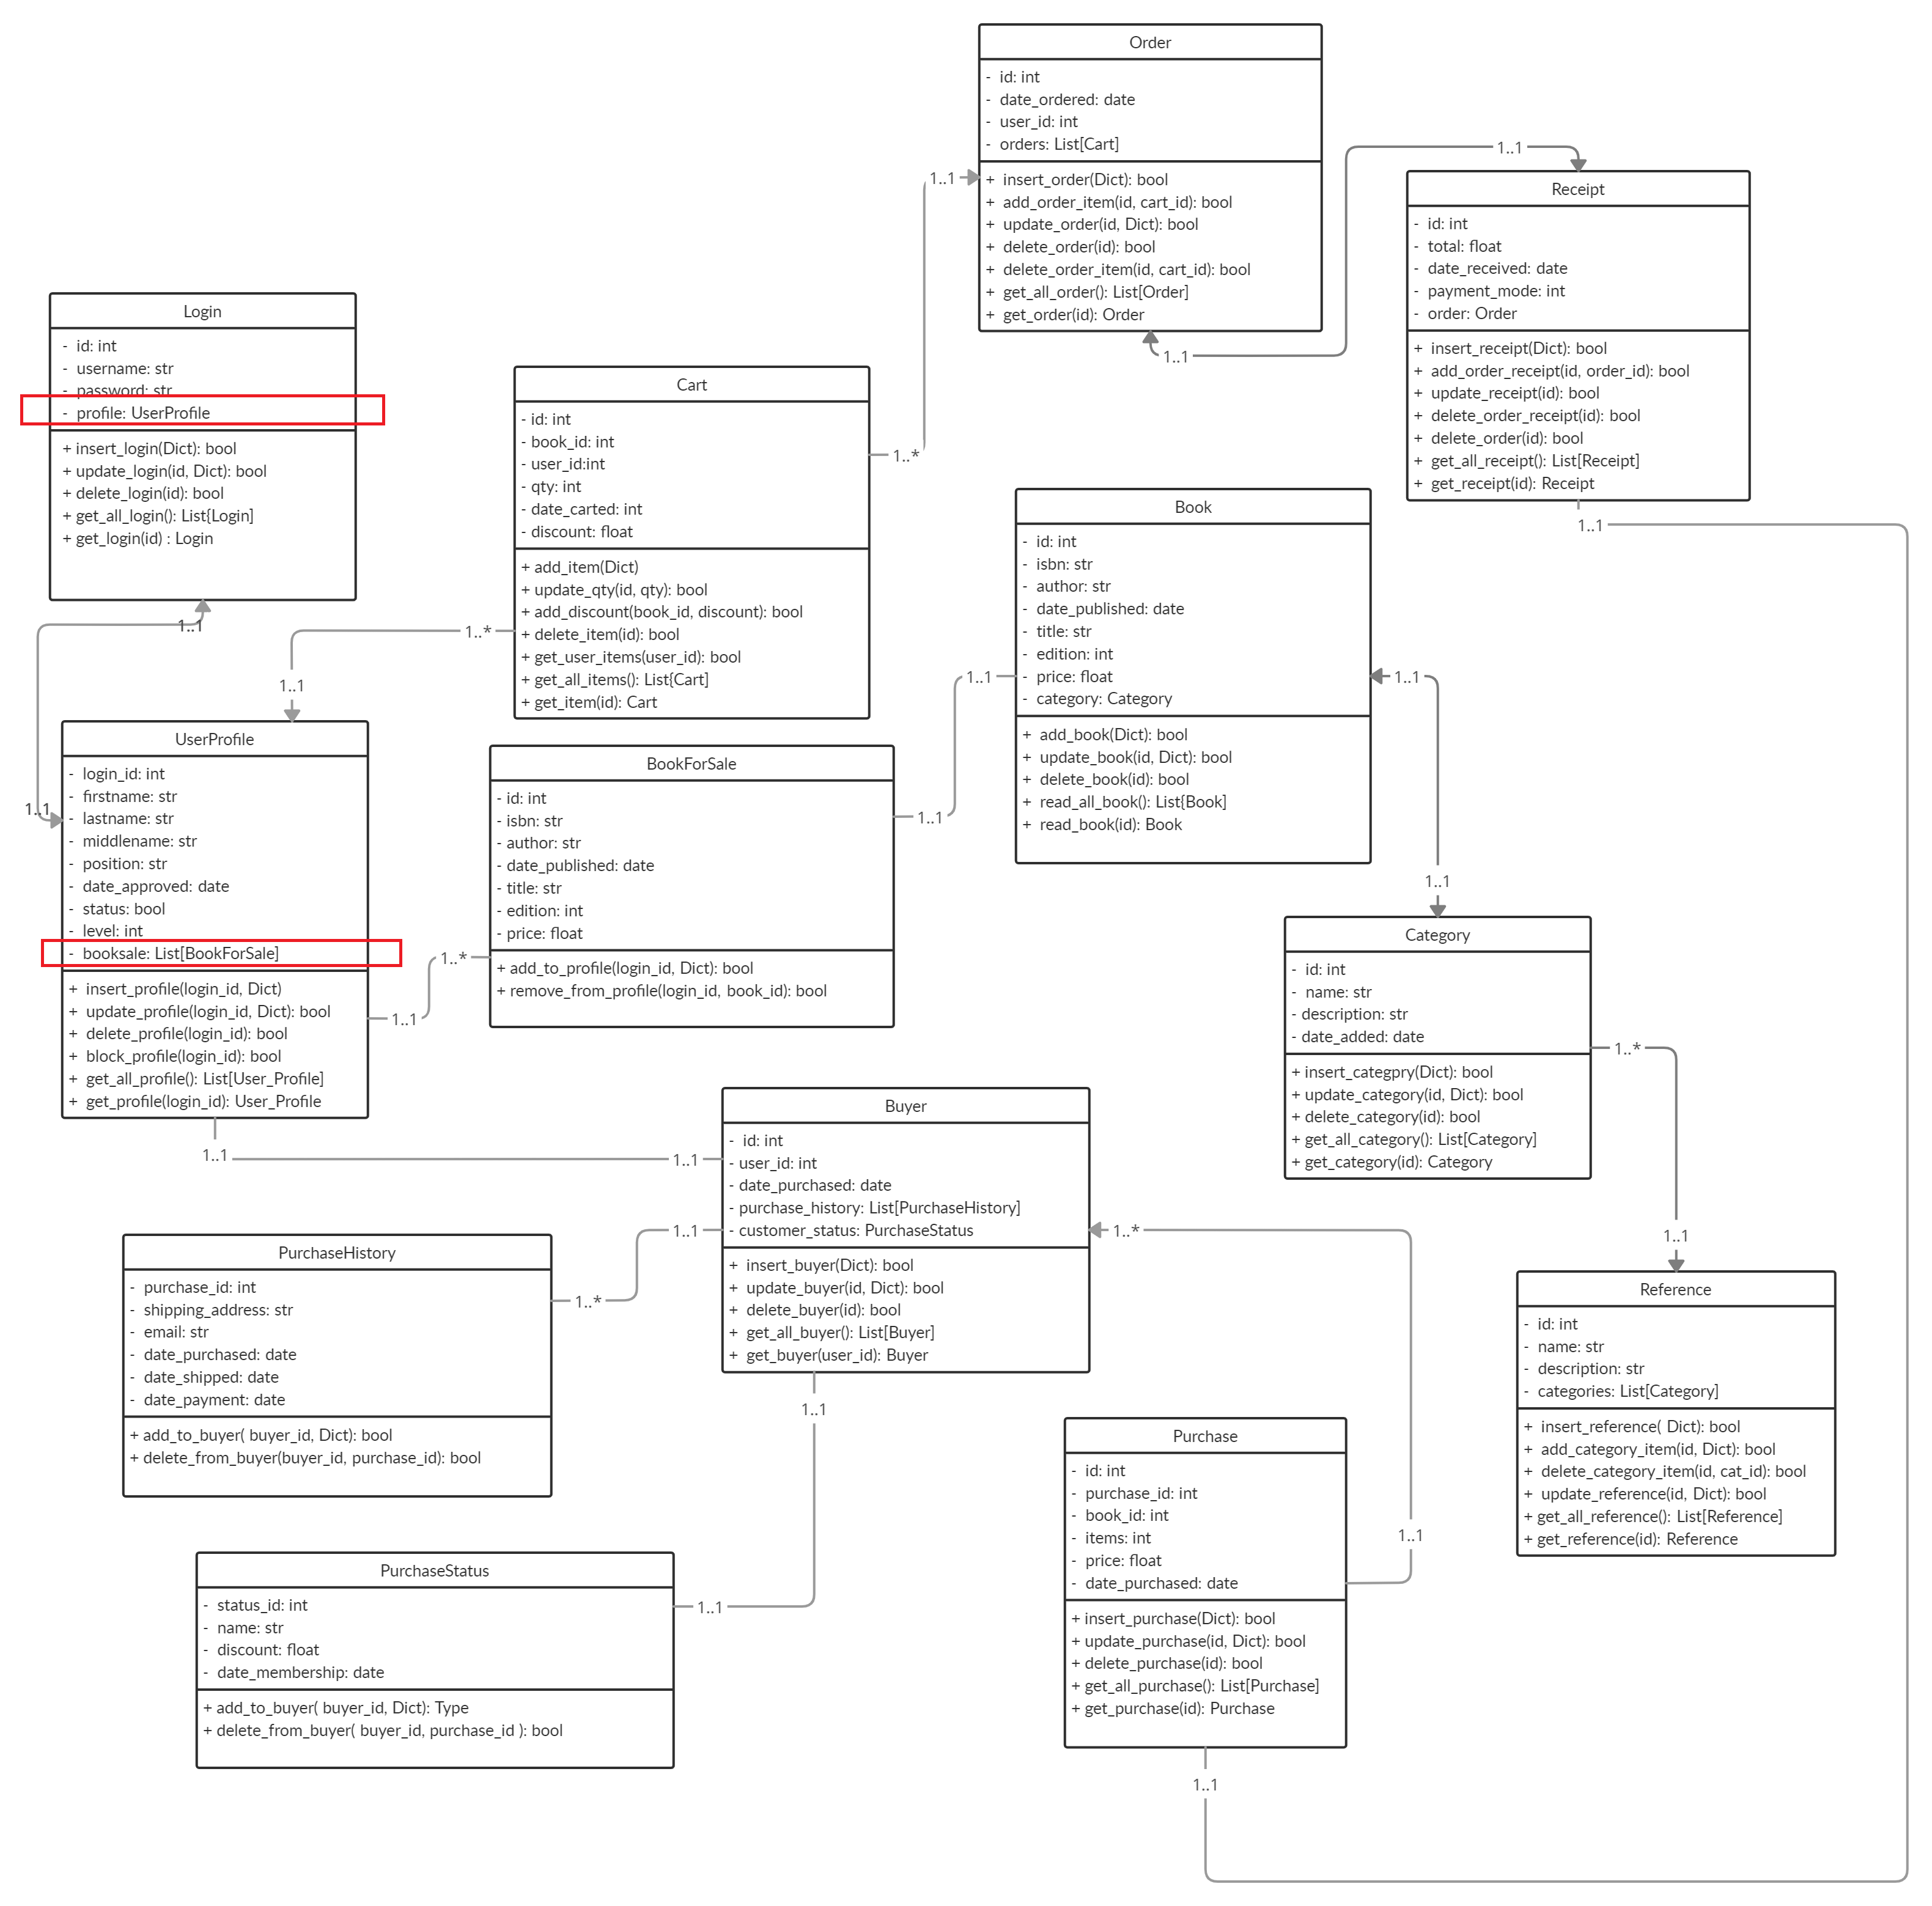 Order
- id: int
- date_ordered: date
- user_id: int
- orders: List[Cart]
+ insert_order(Dict): bool
+ add_order_item(id, cart_id): bool
+ update_order(id, Dict): bool
+ delete_order(id): bool
+ delete_order_item(id, cart_id): bool
+ get_all_order(): List[Order]
+ get_order(id): Order
1..1
1..1
1..1
Receipt
- id: int
- total: float
- date_received: date
- payment_mode: int
- order: Order
+ insert_receipt(Dict): bool
+ add_order_receipt(id, order_id): bool
+ update_receipt(id): bool
+ delete_order_receipt(id): bool
+ delete_order(id): bool
+ get_all_receipt(): List[Receipt]
+ get_receipt(id): Receipt
1..1
Login
- id: int
- username: str
- password: str
- profile: UserProfile
+ insert_login(Dict): bool
+ update_login(id, Dict): bool
+ delete_login(id): bool
+ get_all_login(): List{Login]
+ get_login(id) : Login
1..1
Cart
- id: int
- book_id: int
- user_id:int
- qty: int
- date_carted: int
- discount: float
+ add_item(Dict)
+ update_qty(id, qty): bool
+ add_discount(book_id, discount): bool
+ delete_item(id): bool
+ get_user_items(user_id): bool
+ get_all_items(): List{Cart]
+ get_item(id): Cart
1..*
1..*
1..1
Book
- id: int
- isbn: str
- author: str
- date_published: date
- title: str
- edition: int
- price: float
- category: Category
+ add_book(Dict): bool
+ update_book(id, Dict): bool
+ delete_book(id): bool
+ read_all_book(): List{Book]
+ read_book(id): Book
1..1
1..1
1..1
UserProfile
- login_id: int
- firstname: str
- lastname: str
- middlename: str
- position: str
- date_approved: date
- status: bool
- level: int
- booksale: List[BookForSale]
+ insert_profile(login_id, Dict)
+ update_profile(login_id, Dict): bool
+ delete_profile(login_id): bool
+ block_profile(login_id): bool
+ get_all_profile(): List[User_Profile]
+ get_profile(login_id): User_Profile
1..1
1..1
1..1
BookForSale
- id: int
- isbn: str
- author: str
- date_published: date
- title: str
- edition: int
- price: float
+ add_to_profile(login_id, Dict): bool
+ remove_from_profile(login_id, book_id): bool
1..1
1..*
Category
- id: int
- name: str
- description: str
- date_added: date
+ insert_categpry(Dict): bool
+ update_category(id, Dict): bool
+ delete_category(id): bool
+ get_all_category(): List[Category]
+ get_category(id): Category
1..*
1..1
Buyer
- id: int
- user_id: int
- date_purchased: date
- purchase_history: List[PurchaseHistory]
- customer_status: PurchaseStatus
+ insert_buyer(Dict): bool
+ update_buyer(id, Dict): bool
+ delete_buyer(id): bool
+ get_all_buyer(): List[Buyer]
+ get_buyer(user_id): Buyer
1..1
1..1
1..1
1..*
PurchaseHistory
- purchase_id: int
- shipping_address: str
- email: str
- date_purchased: date
- date_shipped: date
- date_payment: date
+ add_to_buyer( buyer_id, Dict): bool
+ delete_from_buyer(buyer_id, purchase_id): bool
1..*
Reference
- id: int
- name: str
- description: str
- categories: List[Category]
+ insert_reference( Dict): bool
+ add_category_item(id, Dict): bool
+ delete_category_item(id, cat_id): bool
+ update_reference(id, Dict): bool
+ get_all_reference(): List[Reference]
+ get_reference(id): Reference
Purchase
- id: int
- purchase_id: int
- book_id: int
- items: int
- price: float
- date_purchased: date
+ insert_purchase(Dict): bool
+ update_purchase(id, Dict): bool
+ delete_purchase(id): bool
+ get_all_purchase(): List[Purchase]
+ get_purchase(id): Purchase
1..1
1..1
PurchaseStatus
- status_id: int
- name: str
- discount: float
- date_membership: date
+ add_to_buyer( buyer_id, Dict): Type
+ delete_from_buyer( buyer_id, purchase_id ): bool
1..1